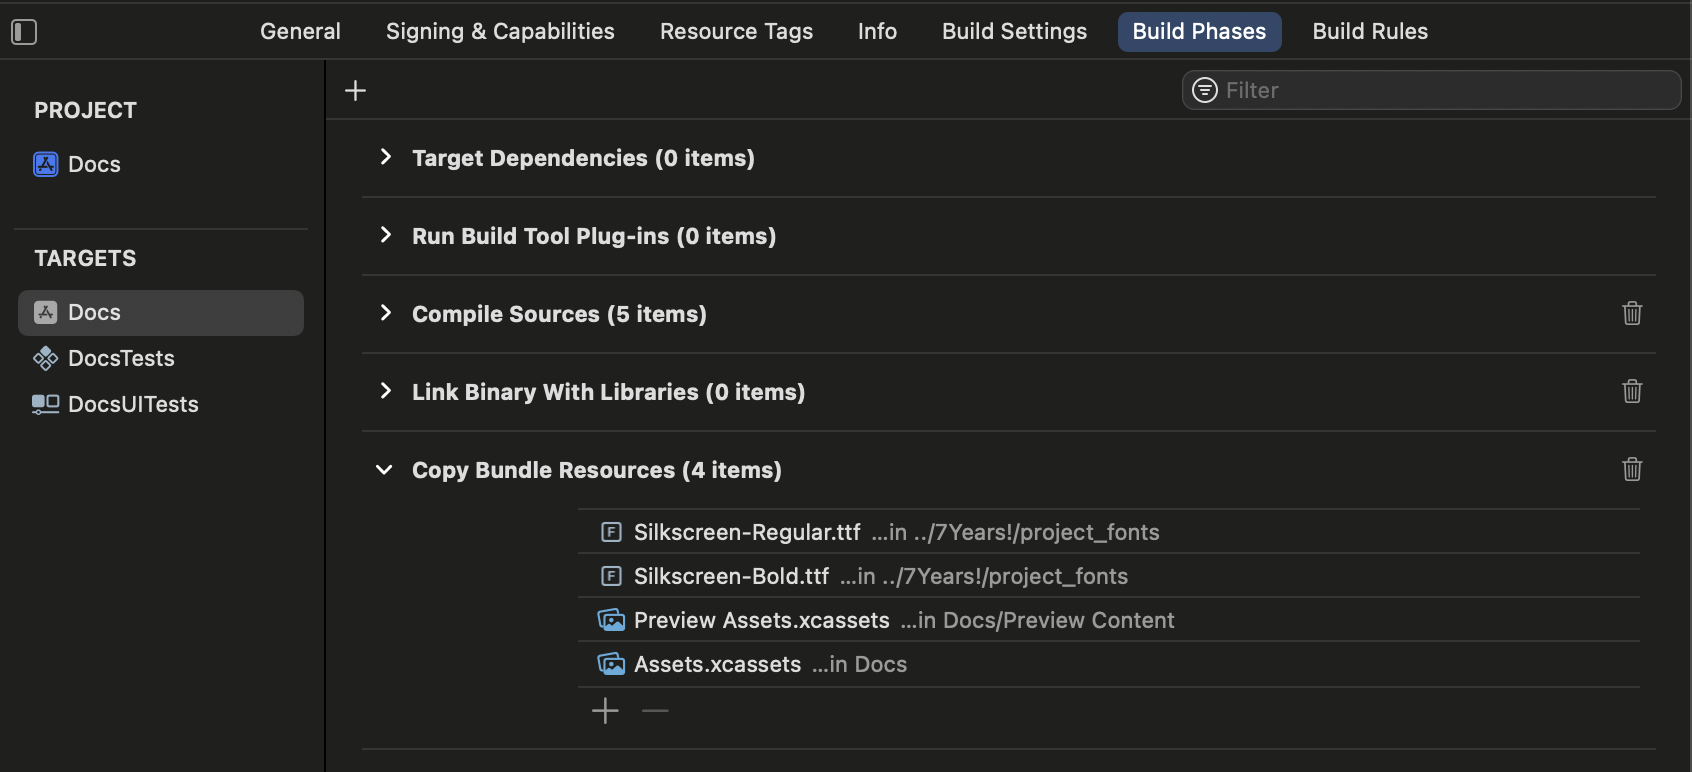 General Signing & Capabilities Resource Tags Info Build Settings Build Phases Build Rules
Filter
PROJECT
Docs
TARGETS
Docs
DocsTests
DocsUITests
Target Dependencies (0 items)
Run Build Tool Plug-ins (0 items)
Compile Sources (5 items)
Link Binary With Libraries (0 items)
Copy Bundle Resources (4 items)
Silkscreen-Regular.ttf ...in ../7Years!/project_fonts
Silkscreen-Bold.ttf ...in ../7Years!/project_fonts
Preview Assets.xcassets ...in Docs/Preview Content
Assets.xcassets ...in Docs